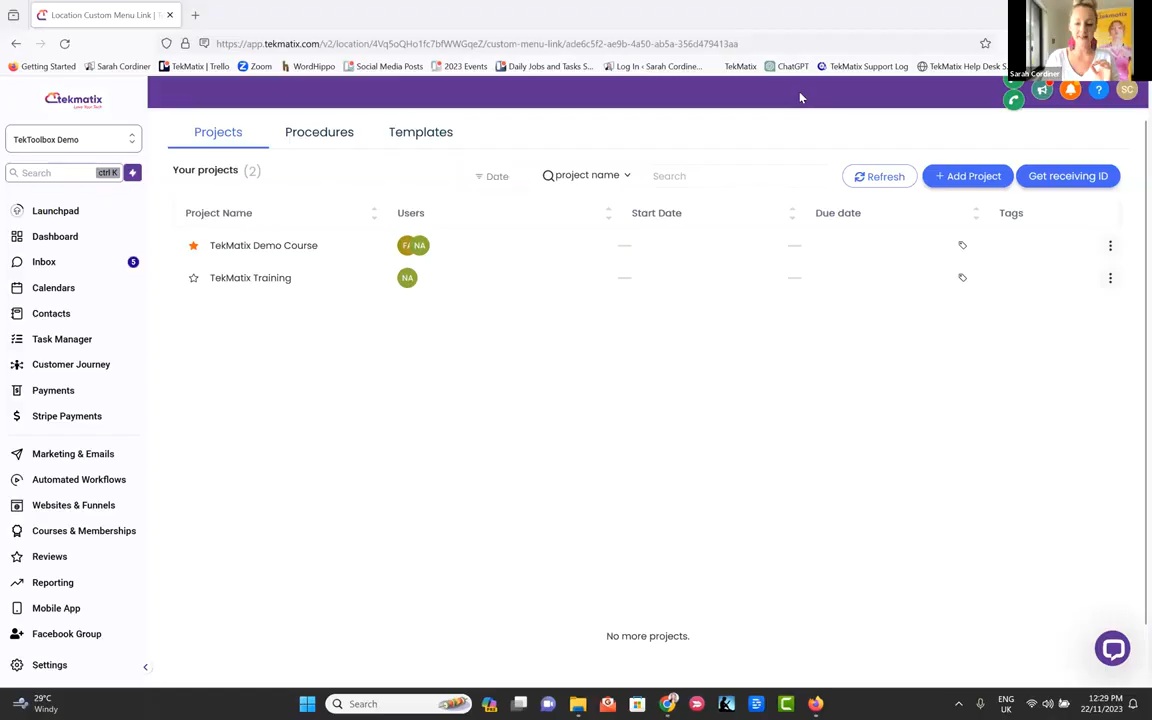 Location Custom Menu Link | T
https://app.tekmatix.com/v2/location/4Vq5oQHo1fc7bfWWGqeZ/custom-menu-link/ade6c5f2-ae9b-4a50-ab5a-356d479413aa
Getting Started
Sarah Cordiner
TekMatix | Trello
Zoom
WordHippo
Social Media Posts
2023 Events
Daily Jobs and Tasks S...
Log In ‹ Sarah Cordine...
TekMatix
ChatGPT
TekMatix Support Log
TekMatix Help Desk S...
tekmatix
Sarah Cordiner
tekmatix
Love Your Tech
SC
TekToolbox Demo
Search
ctrl K
Launchpad
Dashboard
Inbox
5
Calendars
Contacts
Task Manager
Customer Journey
Payments
Stripe Payments
Marketing & Emails
Automated Workflows
Websites & Funnels
Courses & Memberships
Reviews
Reporting
Mobile App
Facebook Group
Settings
Projects
Procedures
Templates
Your projects (2)
Date
project name
Search
Refresh
+ Add Project
Get receiving ID
Project Name
Users
Start Date
Due date
Tags
TekMatix Demo Course
FA
NA
TekMatix Training
NA
No more projects.
29°C
Windy
Search
ENG
UK
12:29 PM
22/11/2023